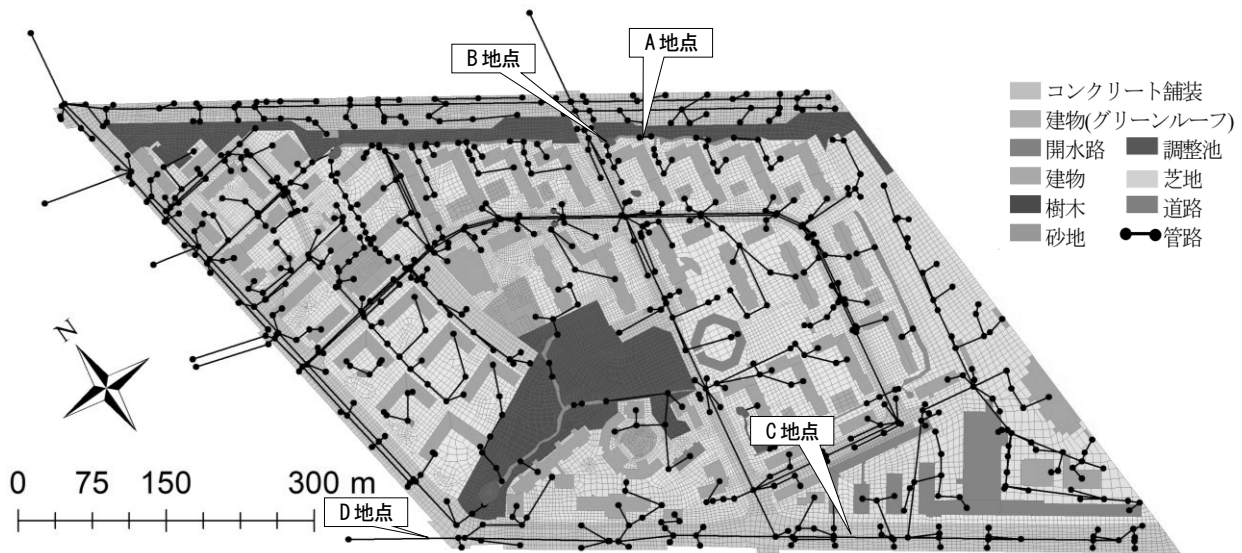 A地点
B地点
コンクリート舗装
建物(グリーンルーフ)
開水路
調整池
建物
芝地
樹木
道路
砂地
管路
N
C地点
0 75 150 300 m
D地点